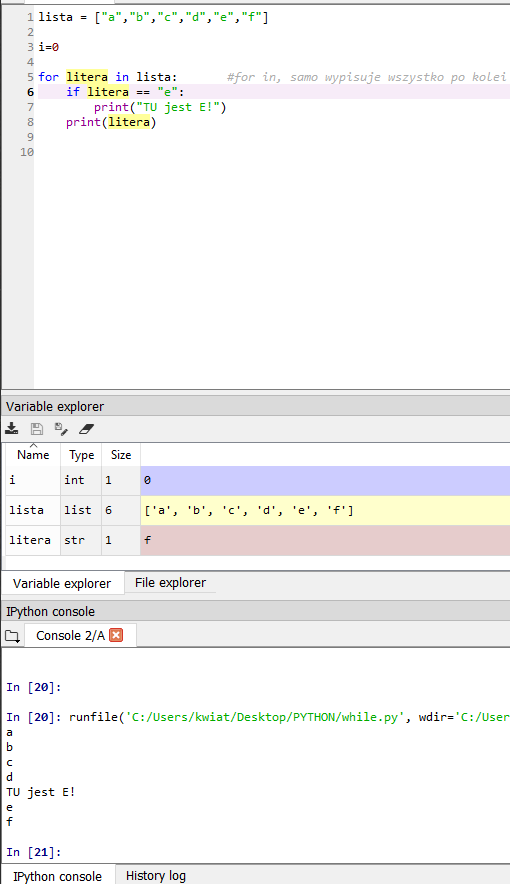 1 lista = ["a","b","c","d","e","f"]
2
3 i=0
4
5 for litera in lista:       #for in, samo wypisuje wszystko po kolei
6     if litera == "e":
7         print("TU jest E!")
8     print(litera)
9
10
Variable explorer
Name Type Size
i int 1 0
lista list 6 ['a', 'b', 'c', 'd', 'e', 'f']
litera str 1 f
Variable explorer File explorer
IPython console
Console 2/A
In [20]:
In [20]: runfile('C:/Users/kwiat/Desktop/PYTHON/while.py', wdir='C:/User
a
b
c
d
TU jest E!
e
f
In [21]:
IPython console History log